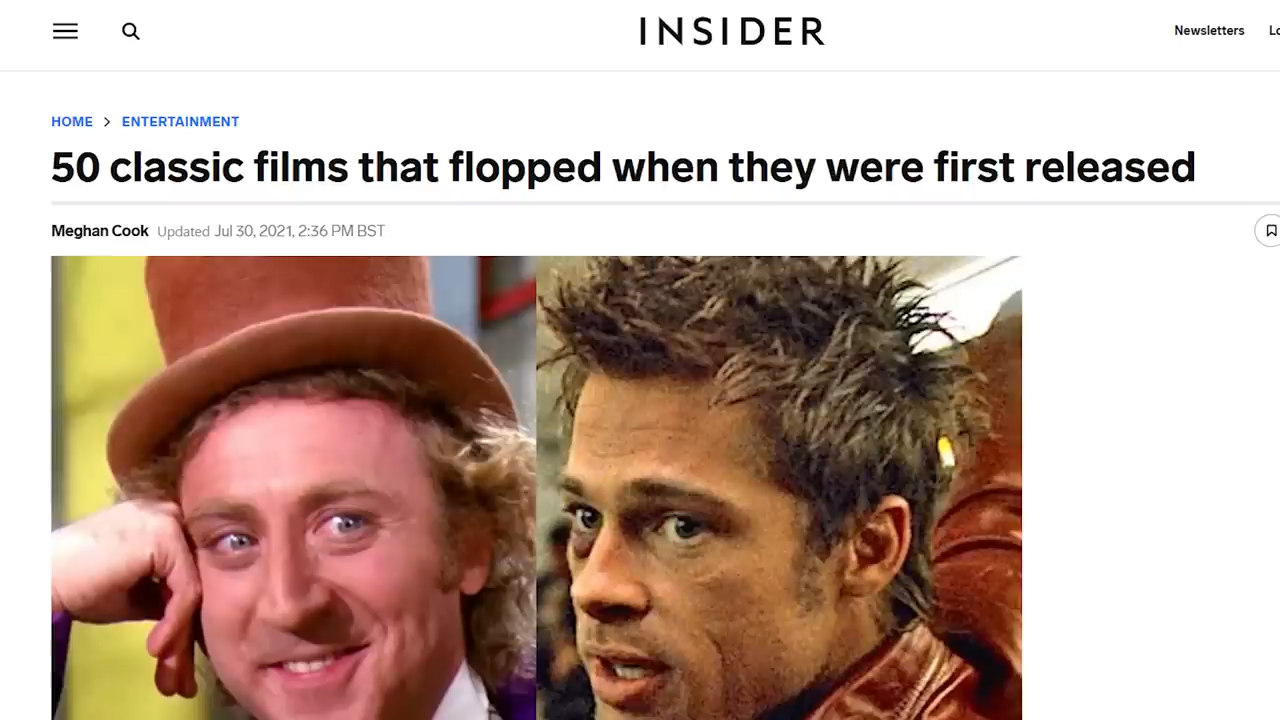 INSIDER
Newsletters
HOME > ENTERTAINMENT
50 classic films that flopped when they were first released
Meghan Cook Updated Jul 30, 2021, 2:36 PM BST